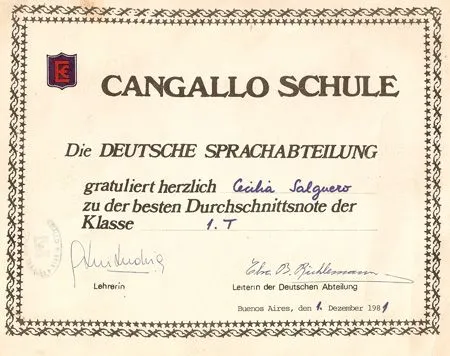 CANGALLO SCHULE
Die DEUTSCHE SPRACHABTEILUNG
gratuliert herzlich Cecilia Salguero
zu der besten Durchschnittsnote der
Klasse 1. T
Lehrerin Leiterin der Deutschen Abteilung
Buenos Aires, den 1. Dezember 1981